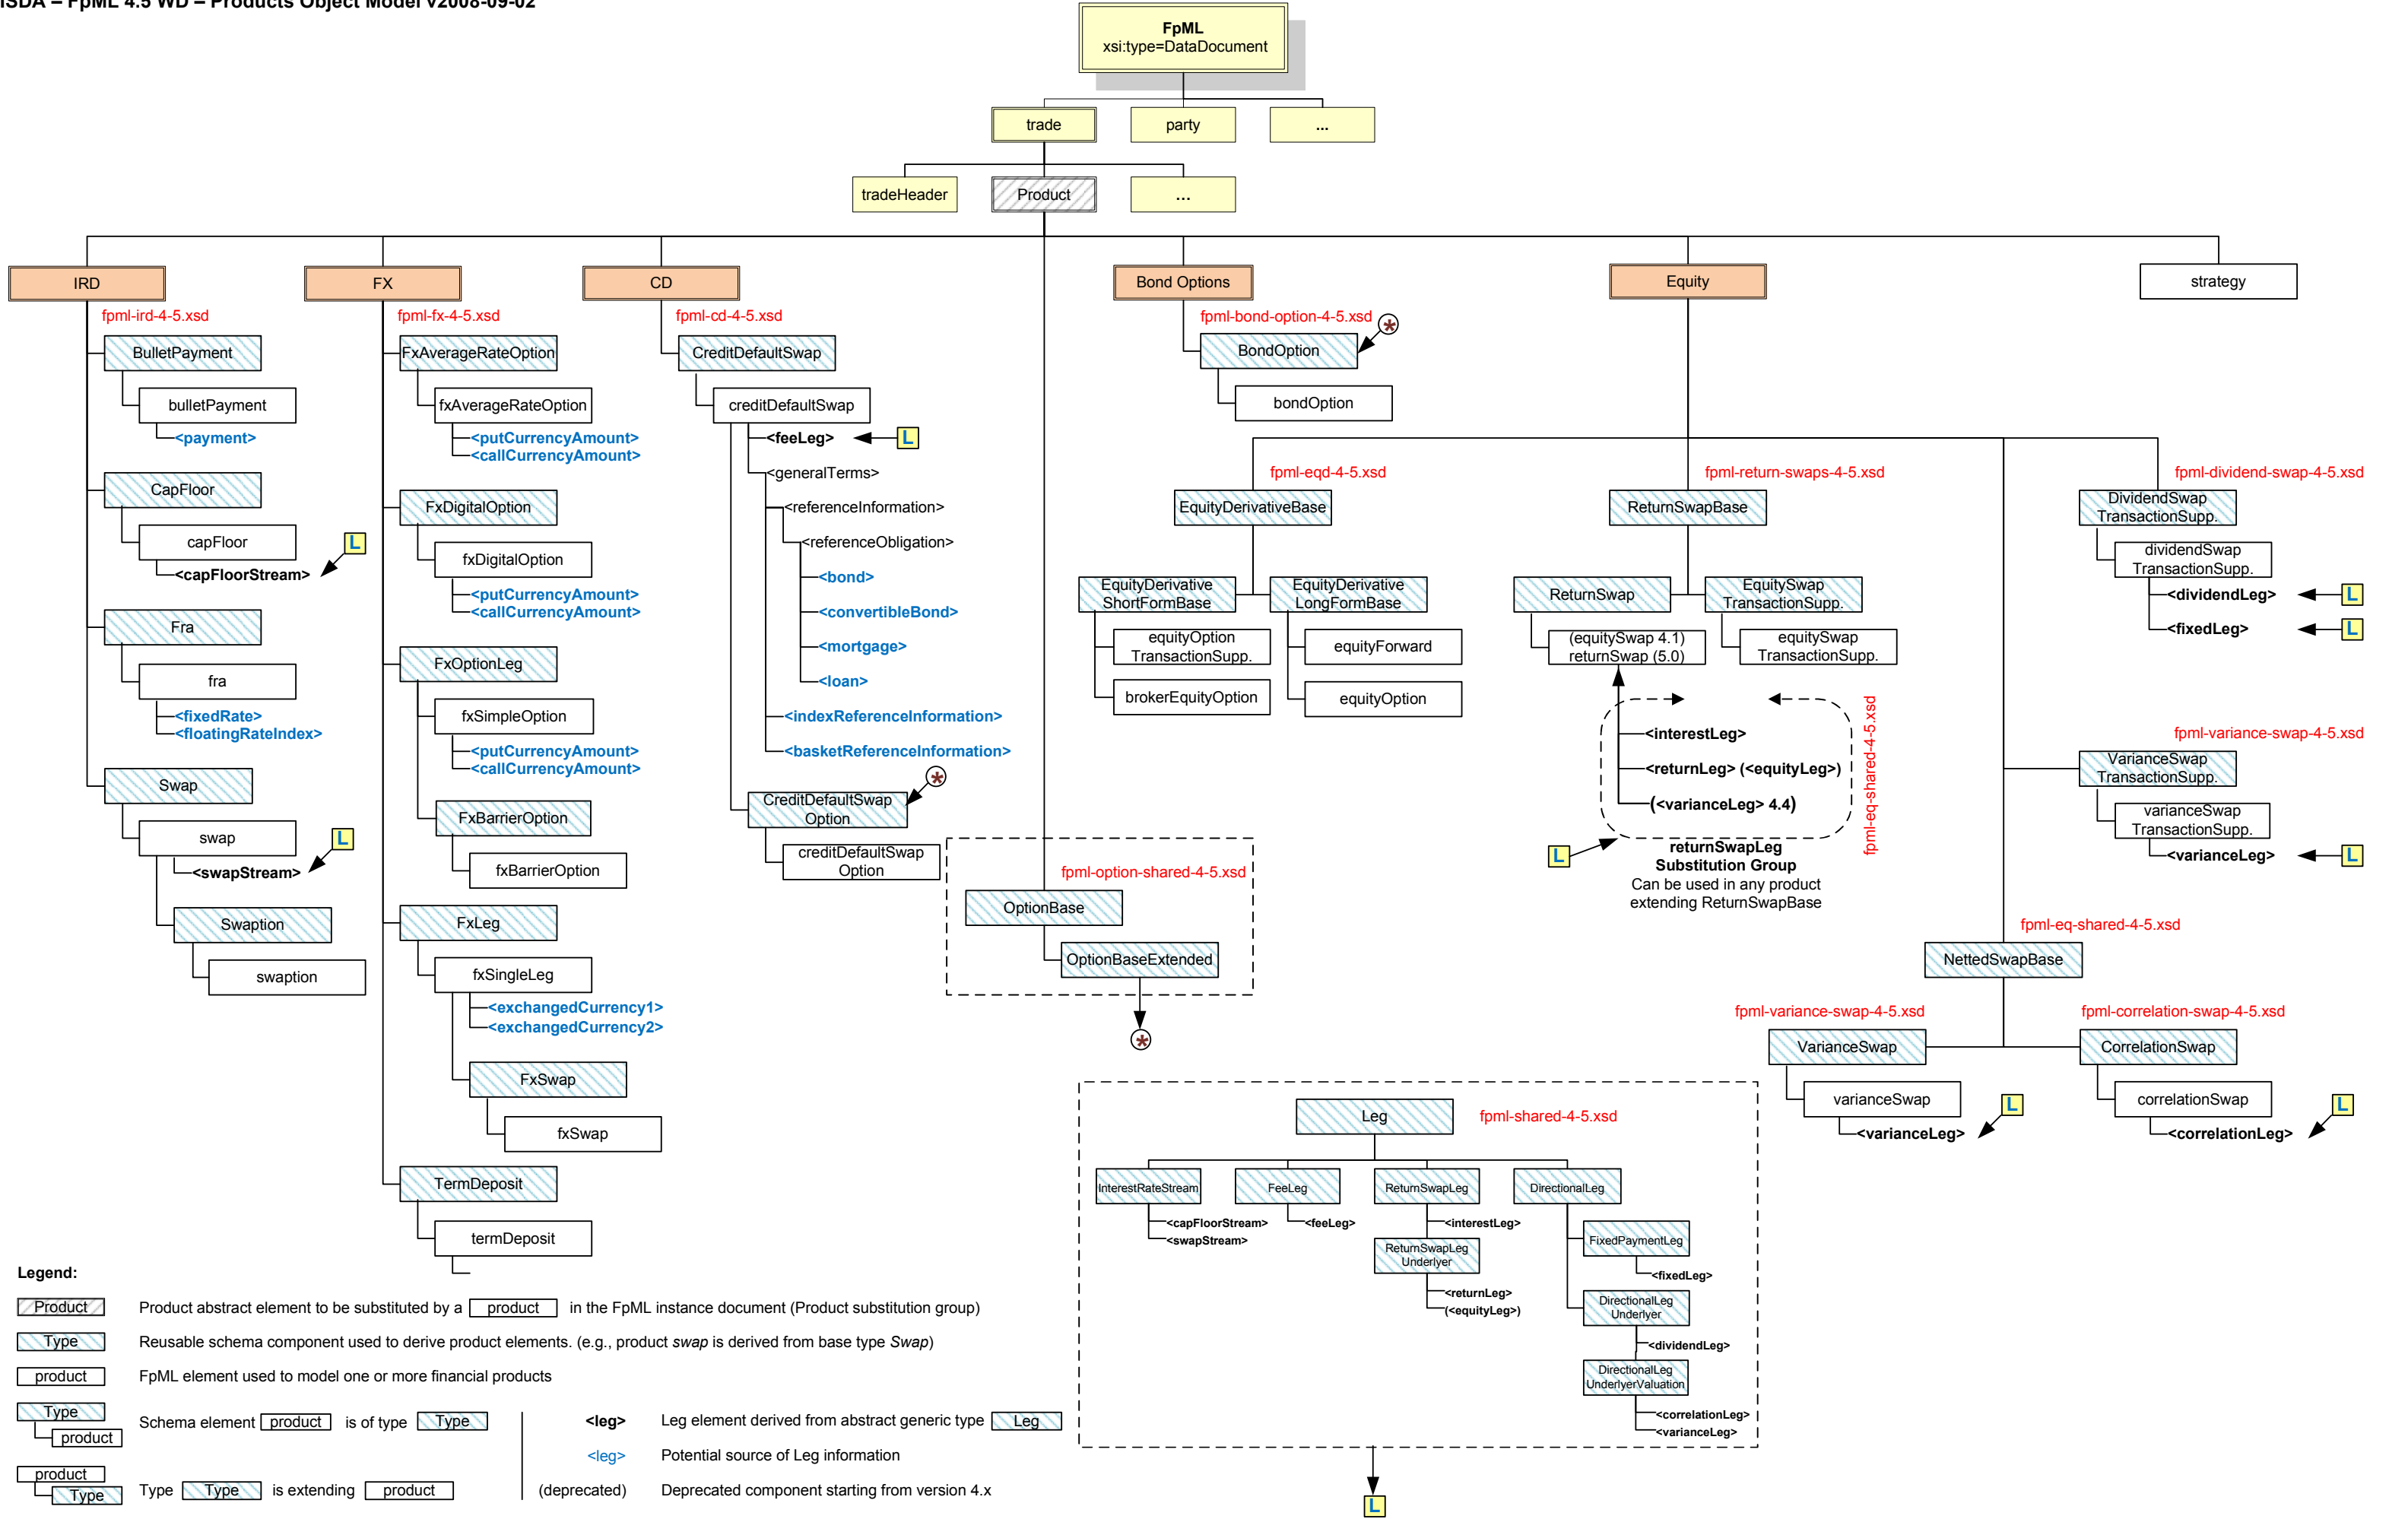 ISDA – FpML 4.5 WD – Products Object Model v2008-09-02
FpML
xsi:type=DataDocument
trade
party
...
tradeHeader
Product
...
IRD
fpml-ird-4-5.xsd
BulletPayment
bulletPayment
<payment>
CapFloor
capFloor
L
<capFloorStream>
Fra
fra
<fixedRate>
<floatingRateIndex>
Swap
swap
L
<swapStream>
Swaption
swaption
FX
fpml-fx-4-5.xsd
FxAverageRateOption
fxAverageRateOption
<putCurrencyAmount>
<callCurrencyAmount>
FxDigitalOption
fxDigitalOption
<putCurrencyAmount>
<callCurrencyAmount>
FxOptionLeg
fxSimpleOption
<putCurrencyAmount>
<callCurrencyAmount>
FxBarrierOption
fxBarrierOption
FxLeg
fxSingleLeg
<exchangedCurrency1>
<exchangedCurrency2>
FxSwap
fxSwap
TermDeposit
termDeposit
CD
fpml-cd-4-5.xsd
CreditDefaultSwap
creditDefaultSwap
<feeLeg>
L
<generalTerms>
<referenceInformation>
<referenceObligation>
<bond>
<convertibleBond>
<mortgage>
<loan>
<indexReferenceInformation>
<basketReferenceInformation>
*
CreditDefaultSwap
Option
creditDefaultSwap
Option
fpml-option-shared-4-5.xsd
OptionBase
OptionBaseExtended
*
Bond Options
fpml-bond-option-4-5.xsd
*
BondOption
bondOption
Equity
fpml-eqd-4-5.xsd
EquityDerivativeBase
EquityDerivative
ShortFormBase
equityOption
TransactionSupp.
brokerEquityOption
EquityDerivative
LongFormBase
equityForward
equityOption
fpml-return-swaps-4-5.xsd
ReturnSwapBase
ReturnSwap
(equitySwap 4.1)
returnSwap (5.0)
EquitySwap
TransactionSupp.
equitySwap
TransactionSupp.
<interestLeg>
<returnLeg> (<equityLeg>)
(<varianceLeg> 4.4)
fpml-eq-shared-4-5.xsd
L
returnSwapLeg
Substitution Group
Can be used in any product
extending ReturnSwapBase
strategy
fpml-dividend-swap-4-5.xsd
DividendSwap
TransactionSupp.
dividendSwap
TransactionSupp.
<dividendLeg>
L
<fixedLeg>
L
fpml-variance-swap-4-5.xsd
VarianceSwap
TransactionSupp.
varianceSwap
TransactionSupp.
<varianceLeg>
L
fpml-eq-shared-4-5.xsd
NettedSwapBase
fpml-variance-swap-4-5.xsd
VarianceSwap
varianceSwap
L
<varianceLeg>
fpml-correlation-swap-4-5.xsd
CorrelationSwap
correlationSwap
L
<correlationLeg>
Leg
fpml-shared-4-5.xsd
InterestRateStream
<capFloorStream>
<swapStream>
FeeLeg
<feeLeg>
ReturnSwapLeg
<interestLeg>
ReturnSwapLeg
Underlyer
<returnLeg>
(<equityLeg>)
DirectionalLeg
FixedPaymentLeg
<fixedLeg>
DirectionalLeg
Underlyer
<dividendLeg>
DirectionalLeg
UnderlyerValuation
<correlationLeg>
<varianceLeg>
L
Legend:
Product Product abstract element to be substituted by a product in the FpML instance document (Product substitution group)
Type Reusable schema component used to derive product elements. (e.g., product swap is derived from base type Swap)
product FpML element used to model one or more financial products
Type
product
Schema element product is of type Type
product
Type
Type Type is extending product
<leg> Leg element derived from abstract generic type Leg
<leg> Potential source of Leg information
(deprecated) Deprecated component starting from version 4.x